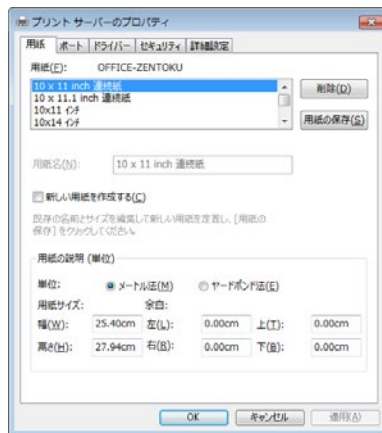 プリント サーバーのプロパティ
用紙 ポート ドライバー セキュリティ 詳細設定
用紙(F): OFFICE-ZENTOKU
10 x 11 inch 連続紙
10 x 11.1 inch 連続紙
10x11 インチ
10x14 インチ
削除(D)
用紙の保存(S)
用紙名(N): 10 x 11 inch 連続紙
新しい用紙を作成する(C)
既存の名前とサイズを編集して新しい用紙を定義し、[用紙の
保存] をクリックしてください。
用紙の説明 (単位)
単位: メートル法(M) ヤードポンド法(E)
用紙サイズ: 余白:
幅(W): 25.40cm 左(L): 0.00cm 上(T): 0.00cm
高さ(H): 27.94cm 右(R): 0.00cm 下(B): 0.00cm
OK キャンセル 適用(A)